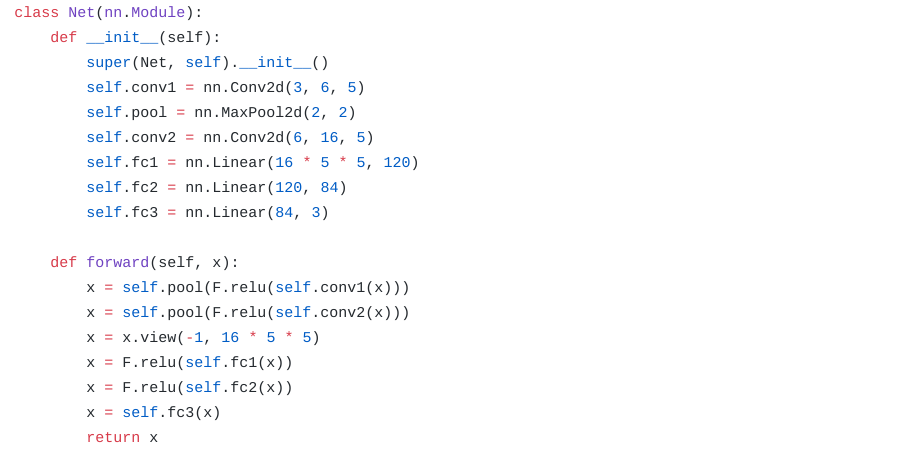 class Net(nn.Module):
    def __init__(self):
        super(Net, self).__init__()
        self.conv1 = nn.Conv2d(3, 6, 5)
        self.pool = nn.MaxPool2d(2, 2)
        self.conv2 = nn.Conv2d(6, 16, 5)
        self.fc1 = nn.Linear(16 * 5 * 5, 120)
        self.fc2 = nn.Linear(120, 84)
        self.fc3 = nn.Linear(84, 3)

    def forward(self, x):
        x = self.pool(F.relu(self.conv1(x)))
        x = self.pool(F.relu(self.conv2(x)))
        x = x.view(-1, 16 * 5 * 5)
        x = F.relu(self.fc1(x))
        x = F.relu(self.fc2(x))
        x = self.fc3(x)
        return x